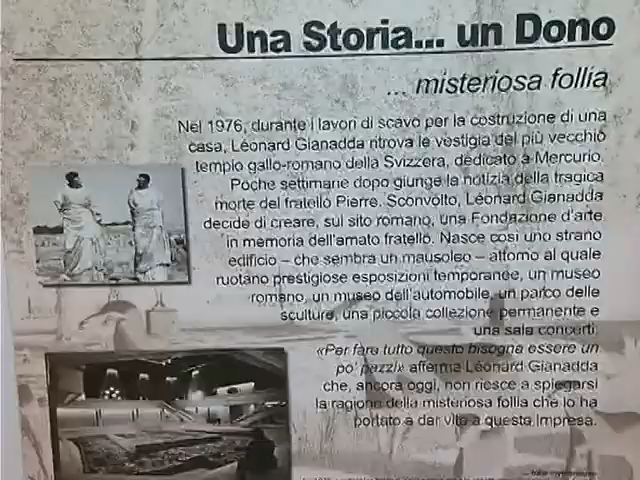 Una Storia... un Dono
... misteriosa follia
Nel 1976, durante i lavori di scavo per la costruzione di una
casa, Léonard Gianadda ritrova le vestigia del più vecchio
tempio gallo-romano della Svizzera, dedicato a Mercurio.
Poche settimane dopo giunge la notizia della tragica
morte del fratello Pierre. Sconvolto, Léonard Gianadda
decide di creare, sul sito romano, una Fondazione d'arte
in memoria dell'amato fratello. Nasce così uno strano
edificio – che sembra un mausoleo – attorno al quale
ruotano prestigiose esposizioni temporanee, un museo
romano, un museo dell'automobile, un parco delle
sculture, una piccola collezione permanente e
una sala concerti.
«Per fare tutto questo bisogna essere un
po' pazzi» afferma Léonard Gianadda
che, ancora oggi, non riesce a spiegarsi
la ragione della misteriosa follia che lo ha
portato a dar vita a questa impresa.